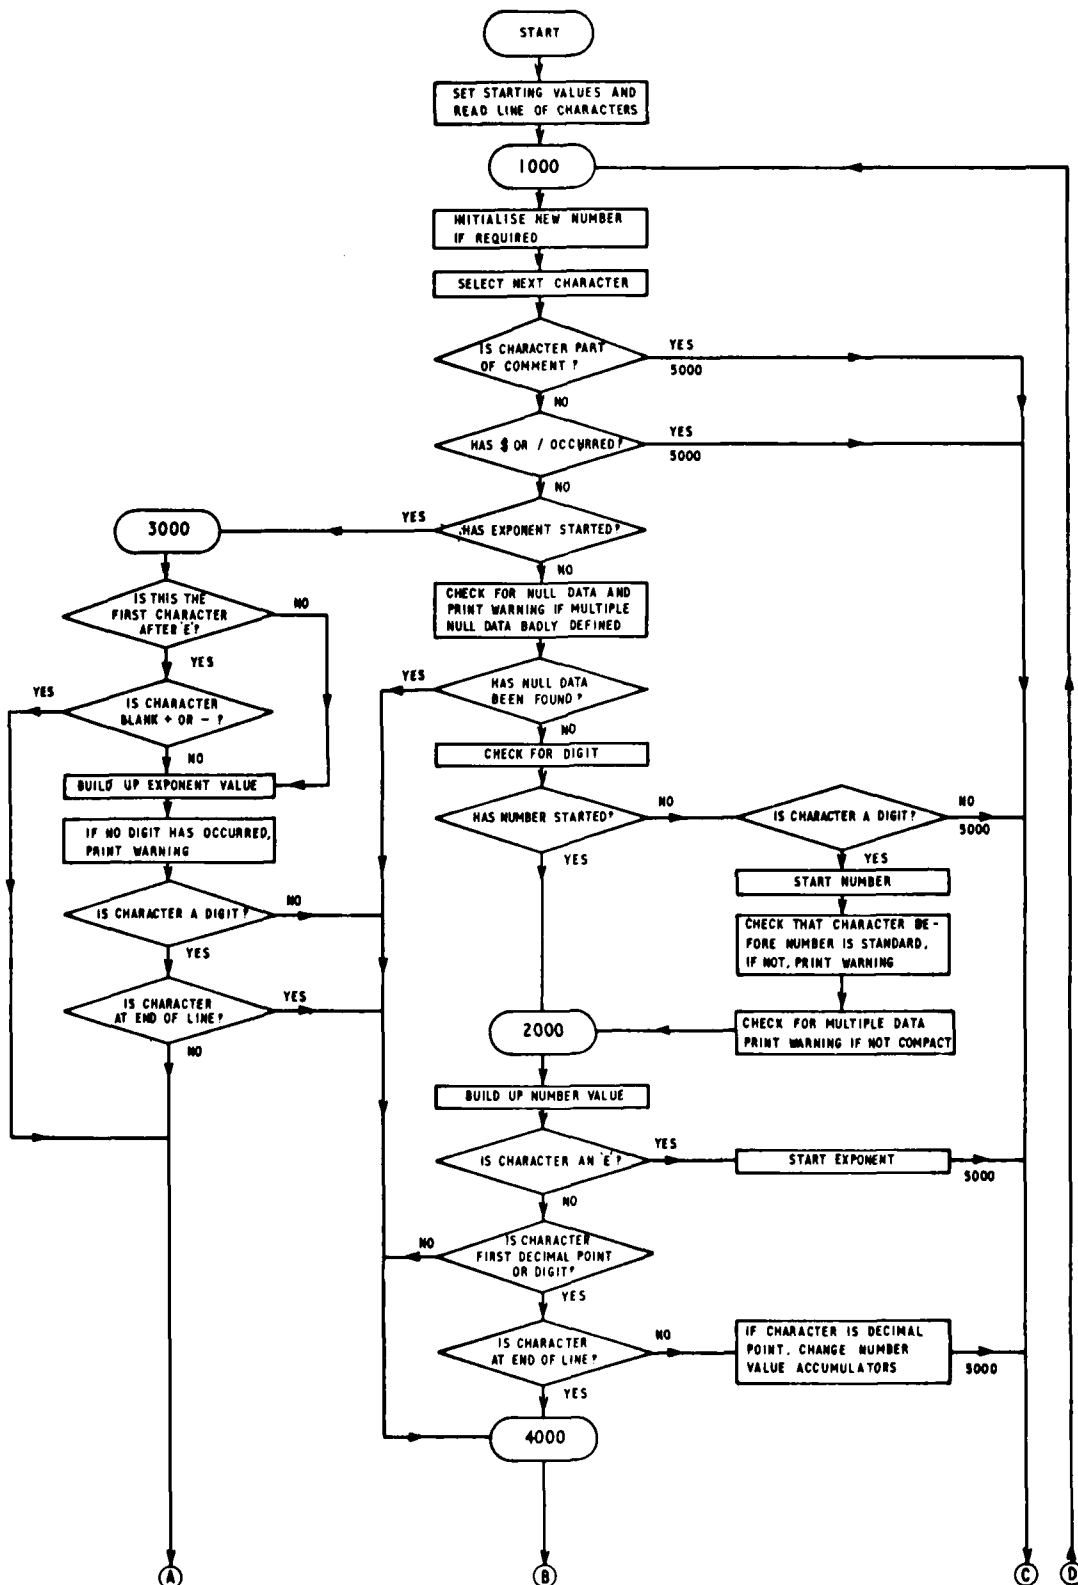 START
SET STARTING VALUES AND
READ LINE OF CHARACTERS
1000
INITIALISE NEW NUMBER
IF REQUIRED
SELECT NEXT CHARACTER
IS CHARACTER PART
OF COMMENT ?
YES
5000
NO
HAS $ OR / OCCURRED?
YES
5000
NO
HAS EXPONENT STARTED?
YES
NO
3000
IS THIS THE
FIRST CHARACTER
AFTER 'E'?
NO
YES
IS CHARACTER
BLANK + OR - ?
YES
NO
BUILD UP EXPONENT VALUE
IF NO DIGIT HAS OCCURRED,
PRINT WARNING
IS CHARACTER A DIGIT?
NO
YES
IS CHARACTER
AT END OF LINE?
YES
NO
CHECK FOR NULL DATA AND
PRINT WARNING IF MULTIPLE
NULL DATA BADLY DEFINED
HAS NULL DATA
BEEN FOUND?
YES
NO
CHECK FOR DIGIT
HAS NUMBER STARTED?
NO
YES
IS CHARACTER A DIGIT?
NO
5000
YES
START NUMBER
CHECK THAT CHARACTER BE-
FORE NUMBER IS STANDARD,
IF NOT, PRINT WARNING
CHECK FOR MULTIPLE DATA
PRINT WARNING IF NOT COMPACT
2000
BUILD UP NUMBER VALUE
IS CHARACTER AN 'E'?
YES
START EXPONENT
5000
NO
IS CHARACTER
FIRST DECIMAL POINT
OR DIGIT?
NO
YES
IS CHARACTER
AT END OF LINE?
NO
IF CHARACTER IS DECIMAL
POINT, CHANGE NUMBER
VALUE ACCUMULATORS
5000
YES
4000
A
B
C
D